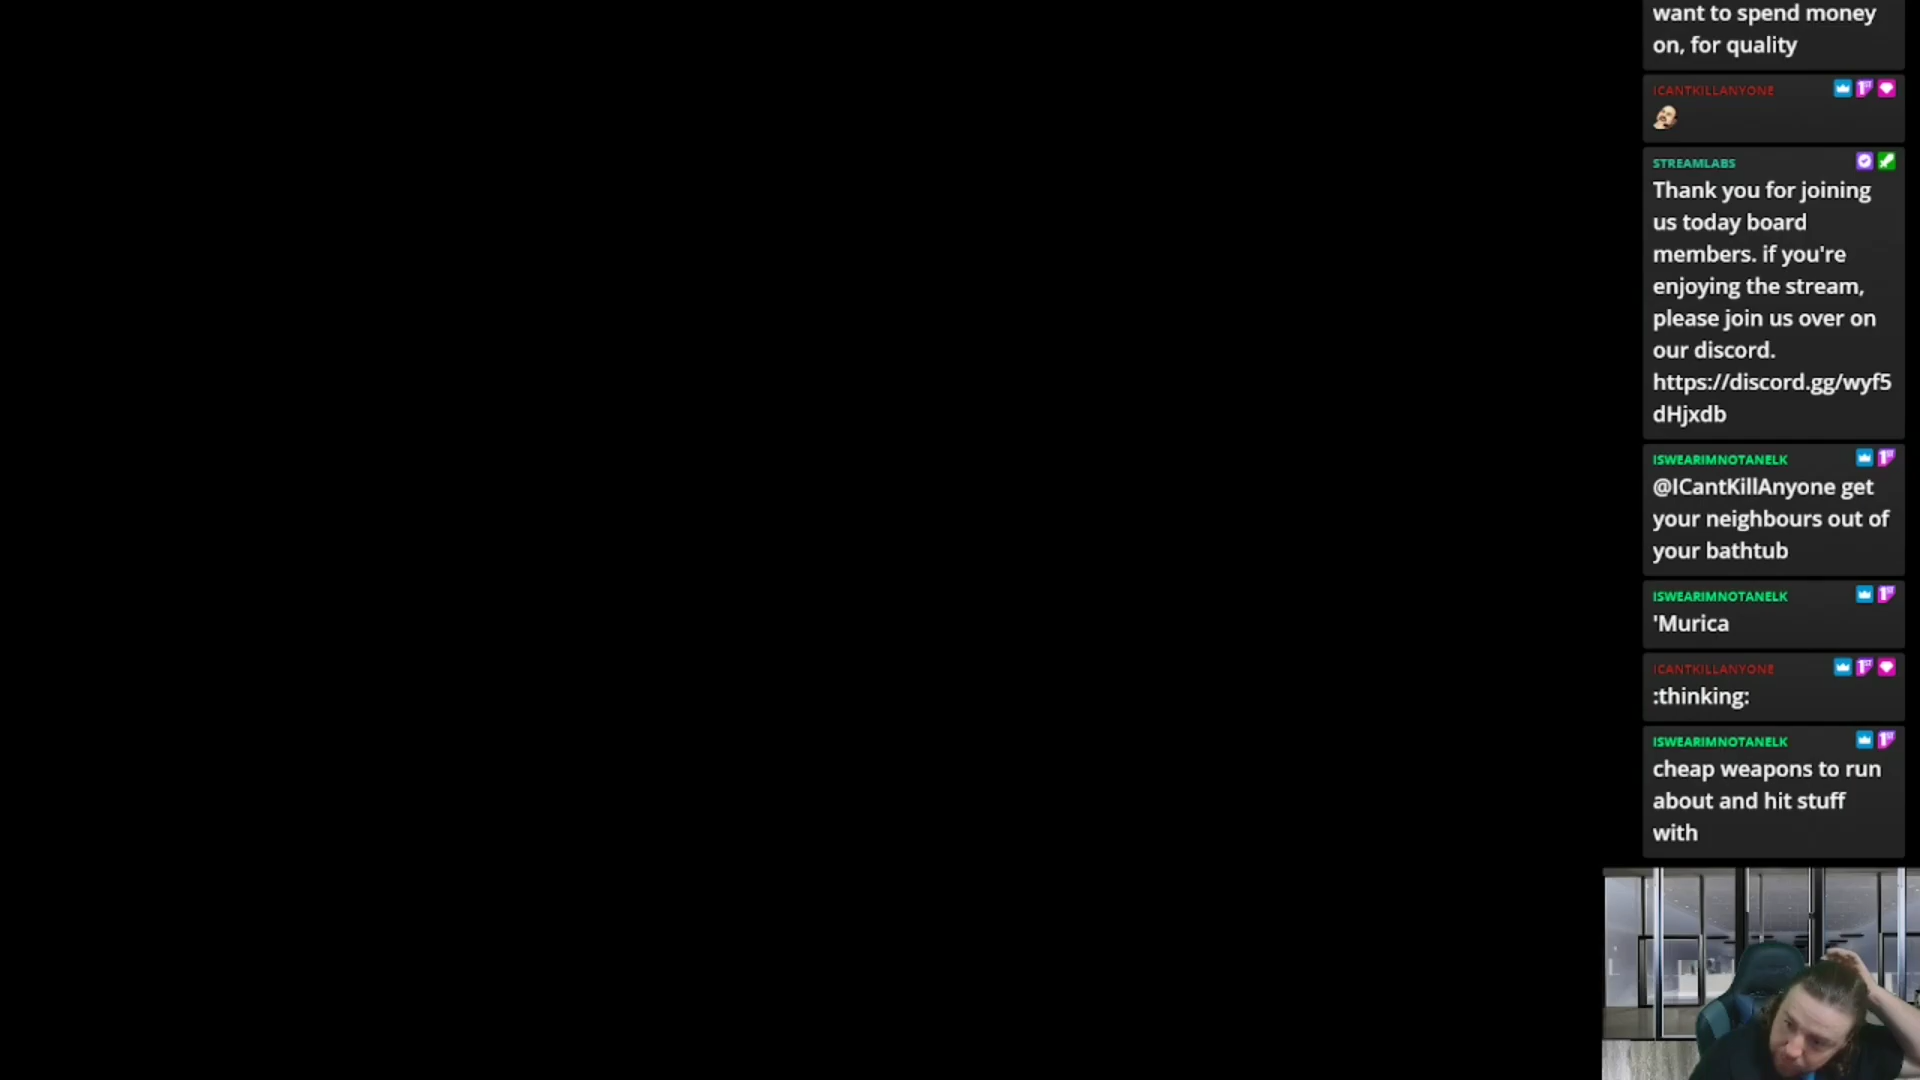 want to spend money
on, for quality
ICANTKILLANYONE
STREAMLABS
Thank you for joining
us today board
members. if you're
enjoying the stream,
please join us over on
our discord.
https://discord.gg/wyf5
dHjxdb
ISWEARIMNOTANELK
@ICantKillAnyone get
your neighbours out of
your bathtub
ISWEARIMNOTANELK
'Murica
ICANTKILLANYONE
:thinking:
ISWEARIMNOTANELK
cheap weapons to run
about and hit stuff
with